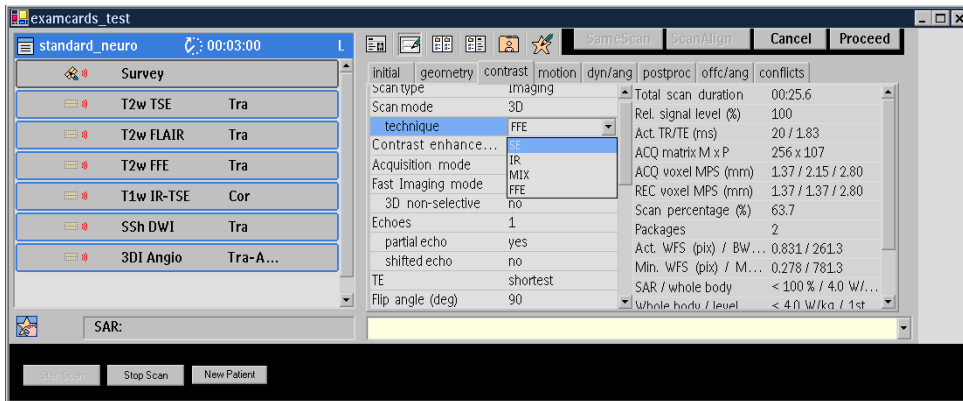 examcards_test
standard_neuro 00:03:00 L
Survey
T2w TSE Tra
T2w FLAIR Tra
T2w FFE Tra
T1w IR-TSE Cor
SSh DWI Tra
3DI Angio Tra-A...
SAR:
SameScan ScanAlign Cancel Proceed
initial geometry contrast motion dyn/ang postproc offc/ang conflicts
Scan type Imaging
Scan mode 3D
technique FFE
SE
IR
MIX
FFE
Contrast enhance...
Acquisition mode
Fast Imaging mode
3D non-selective no
Echoes 1
partial echo yes
shifted echo no
TE shortest
Flip angle (deg) 90
Total scan duration 00:25.6
Rel. signal level (%) 100
Act. TR/TE (ms) 20 / 1.83
ACQ matrix M x P 256 x 107
ACQ voxel MPS (mm) 1.37 / 2.15 / 2.80
REC voxel MPS (mm) 1.37 / 1.37 / 2.80
Scan percentage (%) 63.7
Packages 2
Act. WFS (pix) / BW... 0.831 / 261.3
Min. WFS (pix) / M... 0.278 / 781.3
SAR / whole body < 100 % / 4.0 W/...
Whole body / level < 4.0 W/kg / 1st
Start Scan Stop Scan New Patient